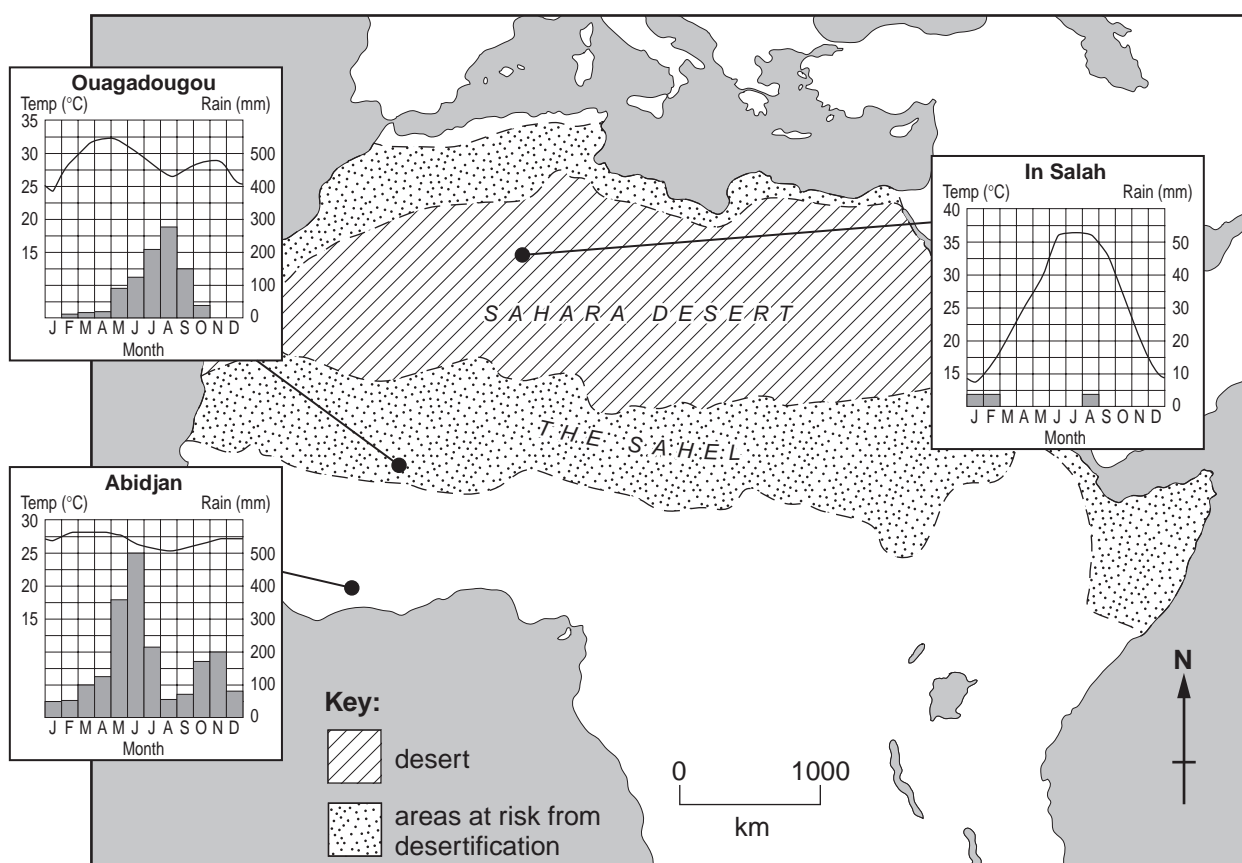 Ouagadougou
Temp (°C) Rain (mm)
35
30 500
25 400
20 300
15 200
100
0
J F M A M J J A S O N D
Month
In Salah
Temp (°C) Rain (mm)
40
35 50
30 40
25 30
20 20
15 10
0
J F M A M J J A S O N D
Month
SAHARA DESERT
THE SAHEL
Abidjan
Temp (°C) Rain (mm)
30
25 500
20 400
15 300
200
100
0
J F M A M J J A S O N D
Month
Key:
desert
areas at risk from
desertification
0 1000
km
N